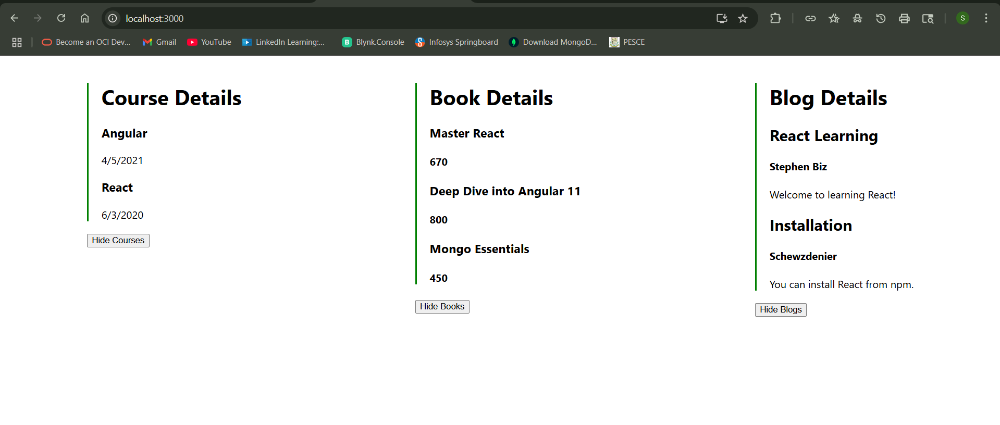 localhost:3000
Become an OCI Dev...
Gmail
YouTube
LinkedIn Learning:...
Blynk.Console
Infosys Springboard
Download MongoD...
PESCE
S
B
Course Details
Angular
4/5/2021
React
6/3/2020
Hide Courses
Book Details
Master React
670
Deep Dive into Angular 11
800
Mongo Essentials
450
Hide Books
Blog Details
React Learning
Stephen Biz
Welcome to learning React!
Installation
Schewzdenier
You can install React from npm.
Hide Blogs